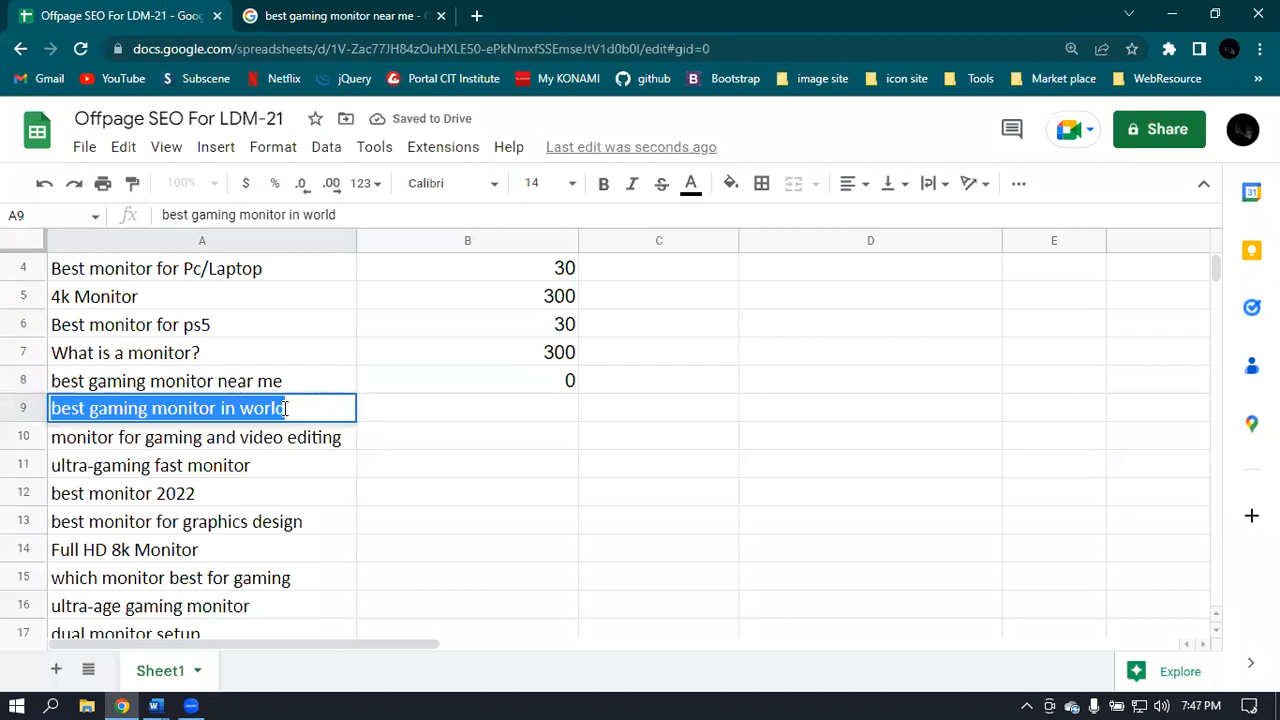 Offpage SEO For LDM-21 - Goog
best gaming monitor near me - G
docs.google.com/spreadsheets/d/1V-Zac77JH84zOuHXLE50-ePkNmxfSSEmseJtV1d0b0I/edit#gid=0
Gmail YouTube Subscene Netflix jQuery Portal CIT Institute My KONAMI github Bootstrap image site icon site Tools Market place WebResource »
Offpage SEO For LDM-21 Saved to Drive
Share
File Edit View Insert Format Data Tools Extensions Help Last edit was seconds ago
100% $ % .0 .00 123 Calibri 14 B I S A
A9 fx best gaming monitor in world
A B C D E
4 Best monitor for Pc/Laptop 30
5 4k Monitor 300
6 Best monitor for ps5 30
7 What is a monitor? 300
8 best gaming monitor near me 0
9 best gaming monitor in world
10 monitor for gaming and video editing
11 ultra-gaming fast monitor
12 best monitor 2022
13 best monitor for graphics design
14 Full HD 8k Monitor
15 which monitor best for gaming
16 ultra-age gaming monitor
17 dual monitor setup
Sheet1
Explore
7:47 PM